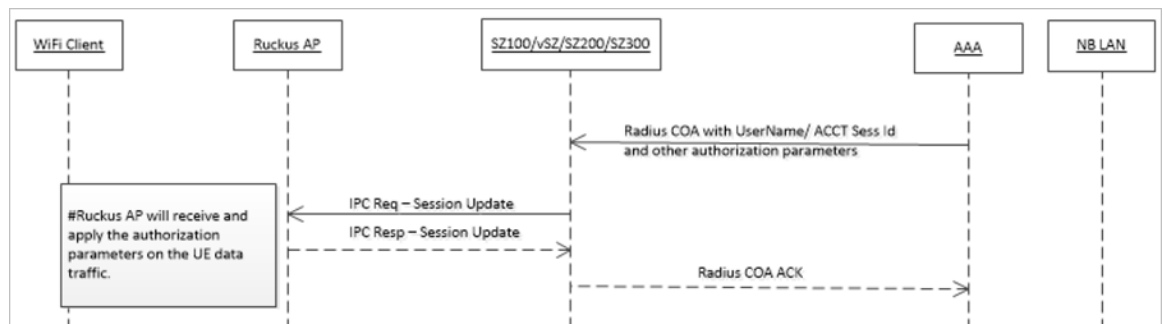 WiFi Client
Ruckus AP
SZ100/vSZ/SZ200/SZ300
AAA
NB LAN
Radius COA with UserName/ ACCT Sess Id
and other authorization parameters
IPC Req – Session Update
#Ruckus AP will receive and
apply the authorization
parameters on the UE data
traffic.
IPC Resp – Session Update
Radius COA ACK